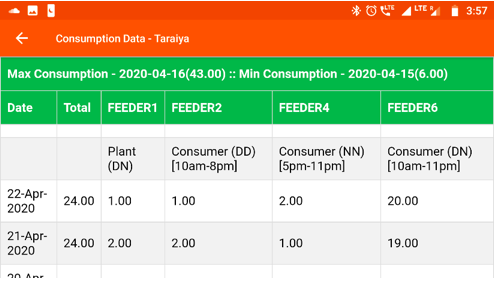 LTE LTE R 3:57
Consumption Data - Taraiya
Max Consumption - 2020-04-16(43.00) :: Min Consumption - 2020-04-15(6.00)
Date Total FEEDER1 FEEDER2 FEEDER4 FEEDER6
Plant Consumer (DD) Consumer (NN) Consumer (DN)
(DN) [10am-8pm] [5pm-11pm] [10am-11pm]
22-Apr-
2020 24.00 1.00 1.00 2.00 20.00
21-Apr-
2020 24.00 2.00 2.00 1.00 19.00
20-Apr-